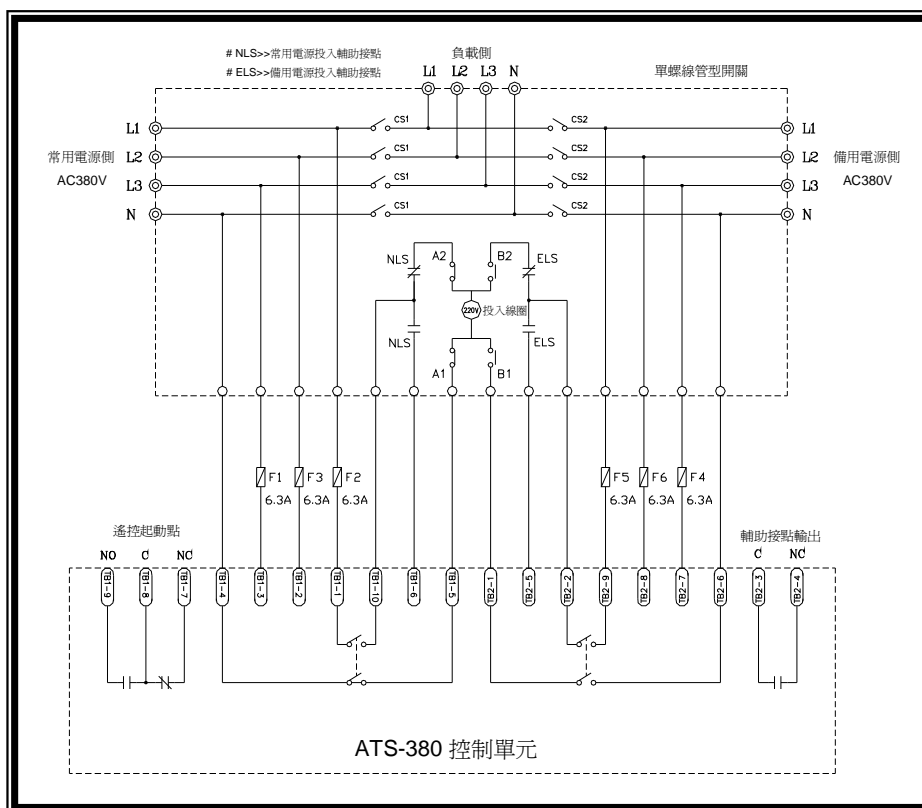 # NLS>>常用電源投入輔助接點
# ELS>>備用電源投入輔助接點
負載側
L1 L2 L3 N
單螺線管型開關
L1 CS1 CS2 L1
常用電源側 L2 CS1 CS2 L2 備用電源側
AC380V L3 CS1 CS2 L3 AC380V
N CS1 CS2 N
NLS A2 B2 ELS
220V 投入線圈
NLS ELS
A1 B1
F1 F3 F2 F5 F6 F4
6.3A 6.3A 6.3A 6.3A 6.3A 6.3A
遙控起動點 輔助接點輸出
NO C NC C NC
TB1-9 TB1-8 TB1-7 TB1-4 TB1-3 TB1-2 TB1-1 TB1-10 TB1-6 TB1-5 TB2-1 TB2-5 TB2-2 TB2-9 TB2-8 TB2-7 TB2-6 TB2-3 TB2-4
ATS-380 控制單元